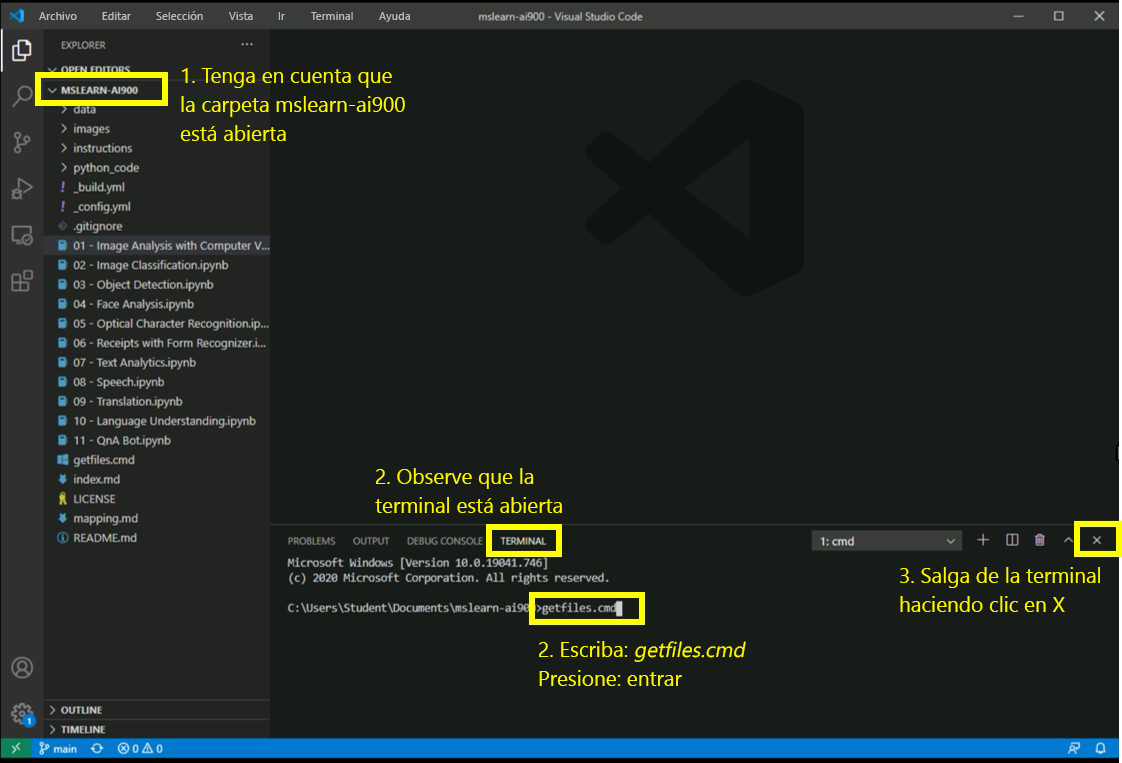 Archivo Editar Selección Vista Ir Terminal Ayuda mslearn-ai900 - Visual Studio Code
EXPLORER
OPEN EDITORS
MSLEARN-AI900
1. Tenga en cuenta que
la carpeta mslearn-ai900
está abierta
data
images
instructions
python_code
! _build.yml
! _config.yml
.gitignore
01 - Image Analysis with Computer V...
02 - Image Classification.ipynb
03 - Object Detection.ipynb
04 - Face Analysis.ipynb
05 - Optical Character Recognition.ip...
06 - Receipts with Form Recognizer.i...
07 - Text Analytics.ipynb
08 - Speech.ipynb
09 - Translation.ipynb
10 - Language Understanding.ipynb
11 - QnA Bot.ipynb
getfiles.cmd
index.md
LICENSE
mapping.md
README.md
OUTLINE
TIMELINE
2. Observe que la
terminal está abierta
PROBLEMS OUTPUT DEBUG CONSOLE TERMINAL 1: cmd
Microsoft Windows [Version 10.0.19041.746]
(c) 2020 Microsoft Corporation. All rights reserved.
C:\Users\Student\Documents\mslearn-ai900>getfiles.cmd
3. Salga de la terminal
haciendo clic en X
2. Escriba: getfiles.cmd
Presione: entrar
1
main 0 0